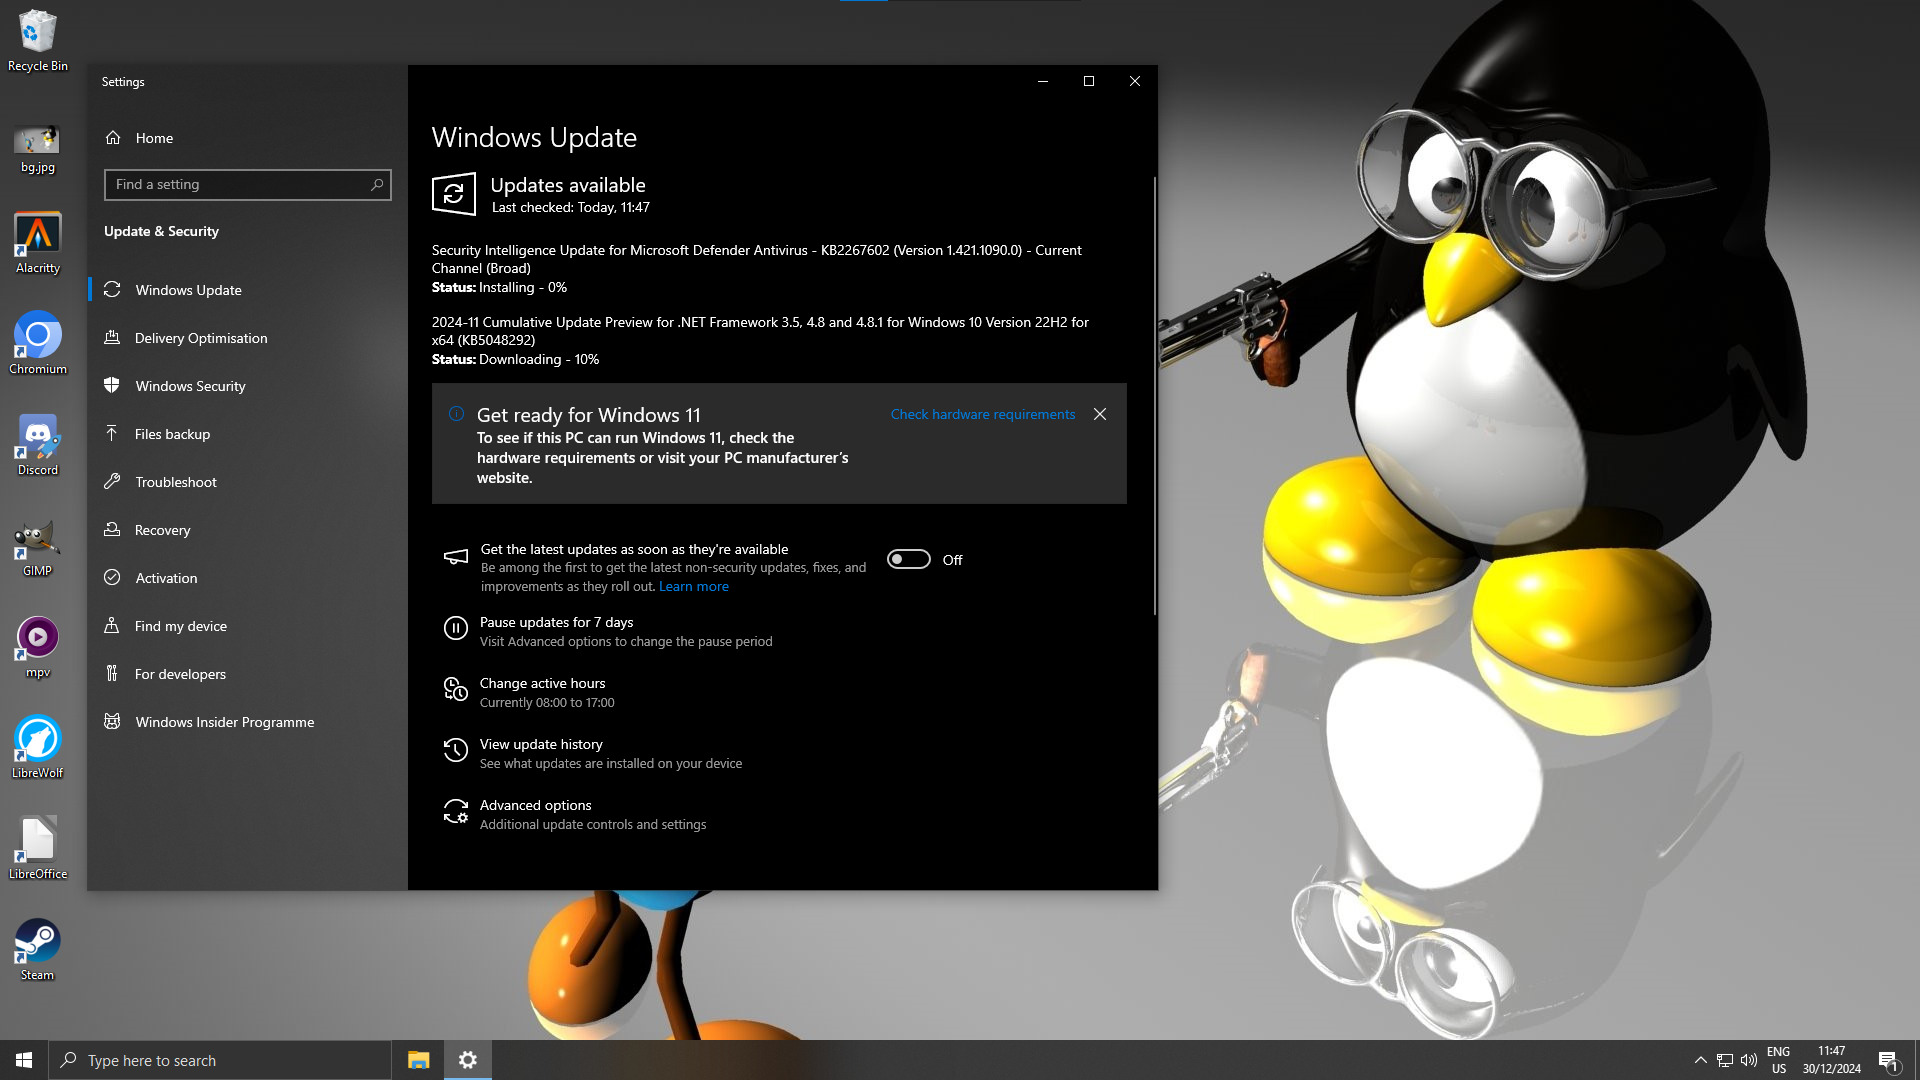 Recycle Bin
bg.jpg
Alacritty
Chromium
Discord
GIMP
mpv
LibreWolf
LibreOffice
Steam
Settings
Home
Find a setting
Update & Security
Windows Update
Delivery Optimisation
Windows Security
Files backup
Troubleshoot
Recovery
Activation
Find my device
For developers
Windows Insider Programme
Windows Update
Updates available
Last checked: Today, 11:47
Security Intelligence Update for Microsoft Defender Antivirus - KB2267602 (Version 1.421.1090.0) - Current
Channel (Broad)
Status: Installing - 0%
2024-11 Cumulative Update Preview for .NET Framework 3.5, 4.8 and 4.8.1 for Windows 10 Version 22H2 for
x64 (KB5048292)
Status: Downloading - 10%
Get ready for Windows 11
Check hardware requirements
To see if this PC can run Windows 11, check the
hardware requirements or visit your PC manufacturer's
website.
Get the latest updates as soon as they're available
Be among the first to get the latest non-security updates, fixes, and
improvements as they roll out. Learn more
Off
Pause updates for 7 days
Visit Advanced options to change the pause period
Change active hours
Currently 08:00 to 17:00
View update history
See what updates are installed on your device
Advanced options
Additional update controls and settings
Type here to search
ENG
US
11:47
30/12/2024
1